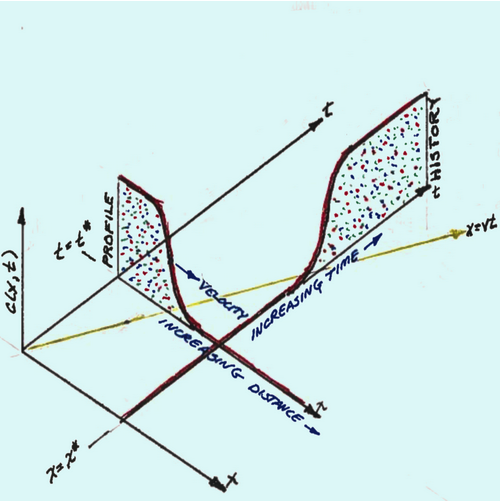 t
t HISTORY
x=vt
PROFILE
t=t*
C(x,t)
VELOCITY
INCREASING TIME →
INCREASING DISTANCE →
x
x=x*
x